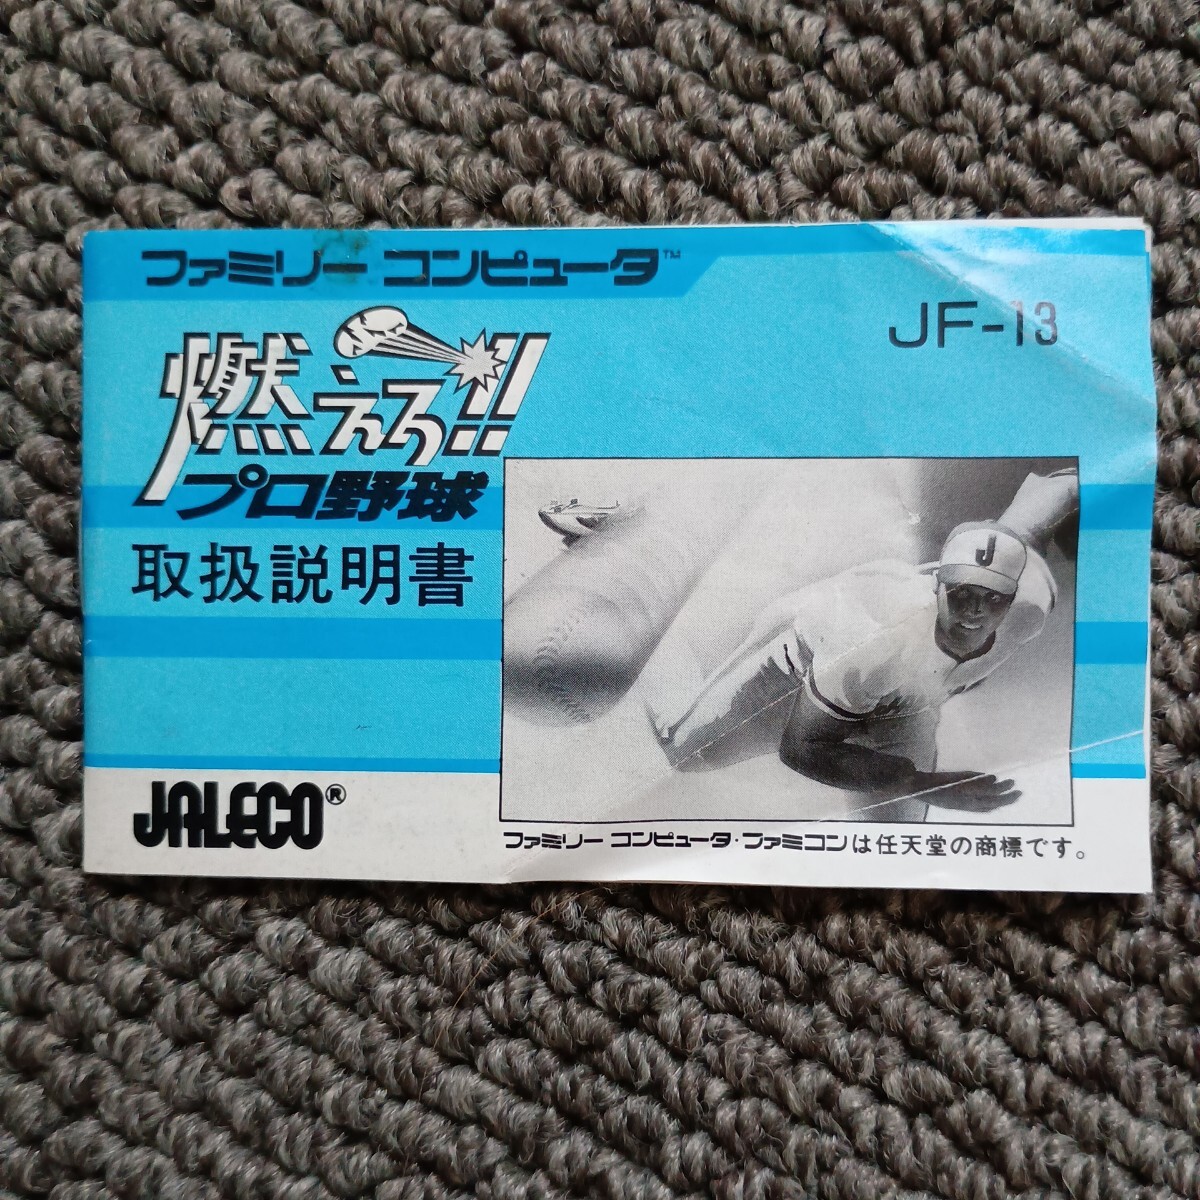 ファミリー コンピュータ™
JF-13
燃えろ!!
プロ野球
取扱説明書
J
JALECO®
ファミリー コンピュータ・ファミコンは任天堂の商標です。